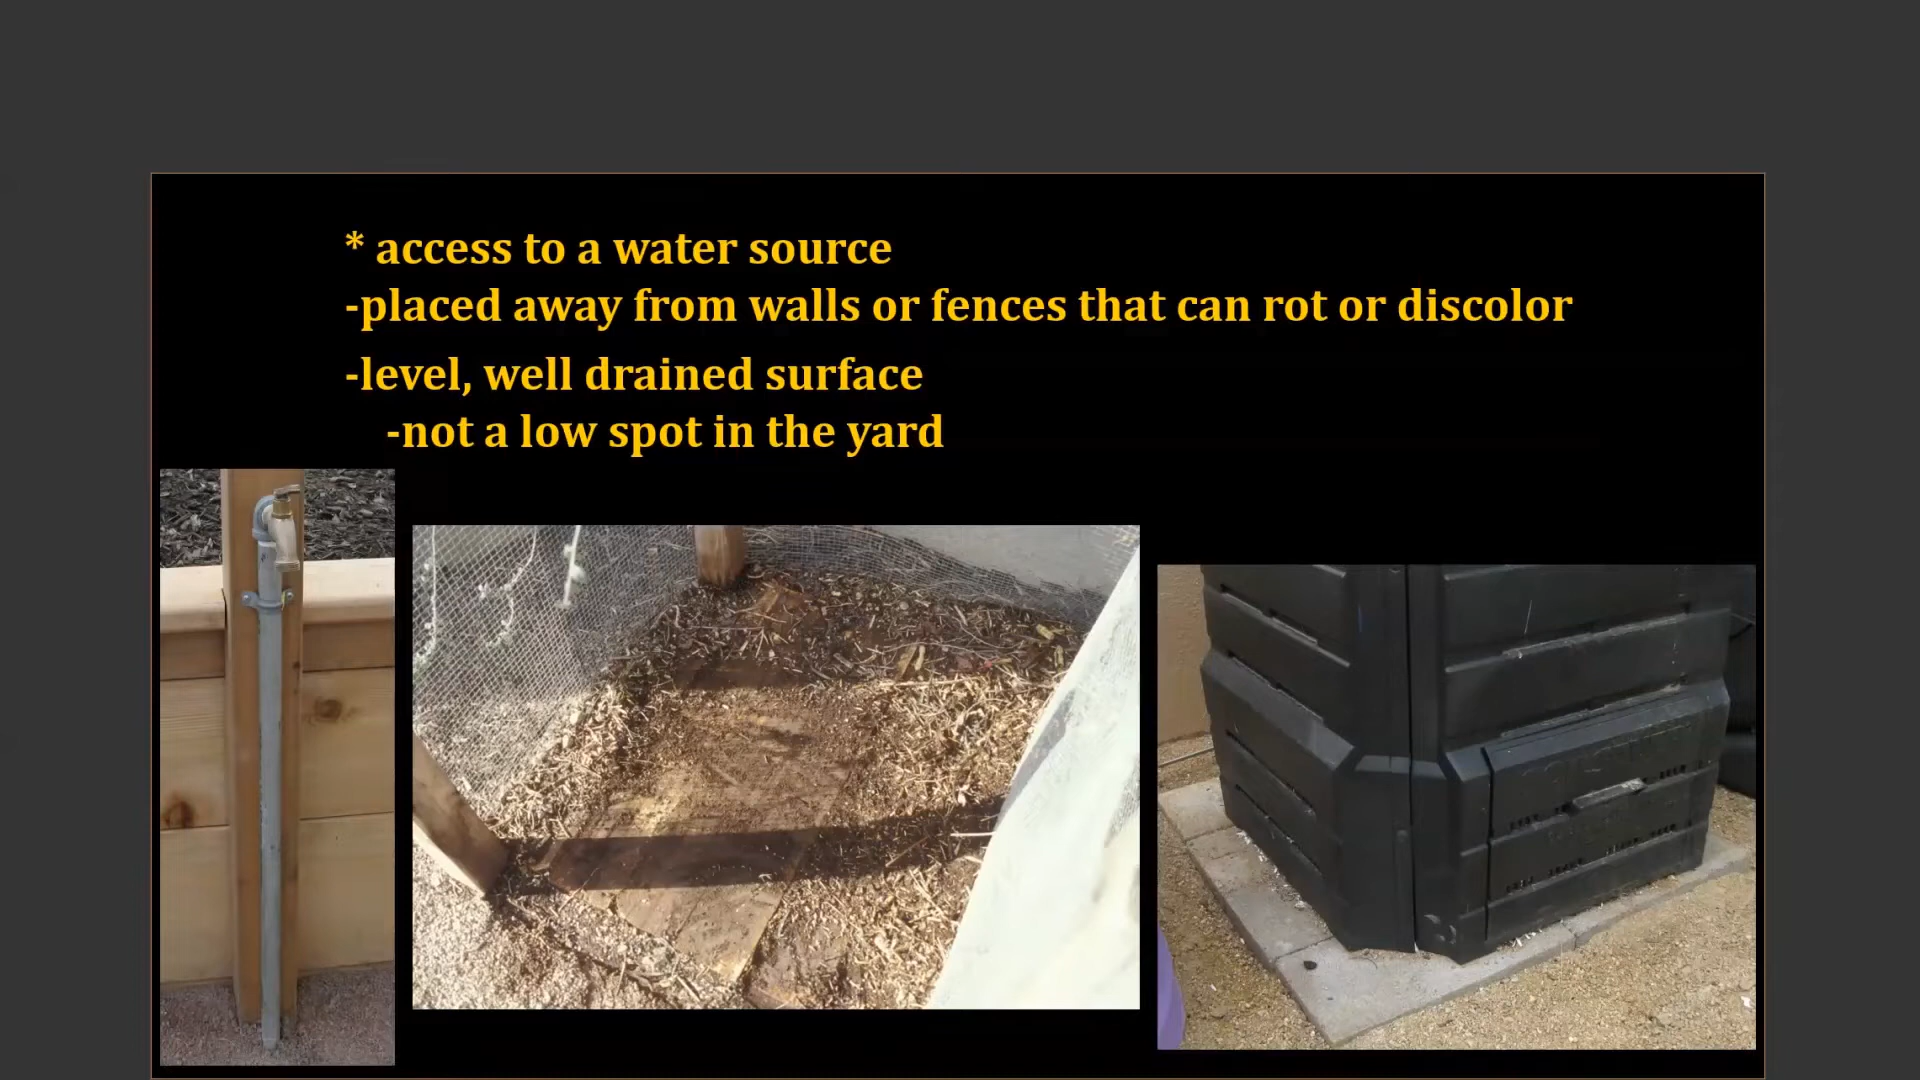 * access to a water source
-placed away from walls or fences that can rot or discolor
-level, well drained surface
-not a low spot in the yard